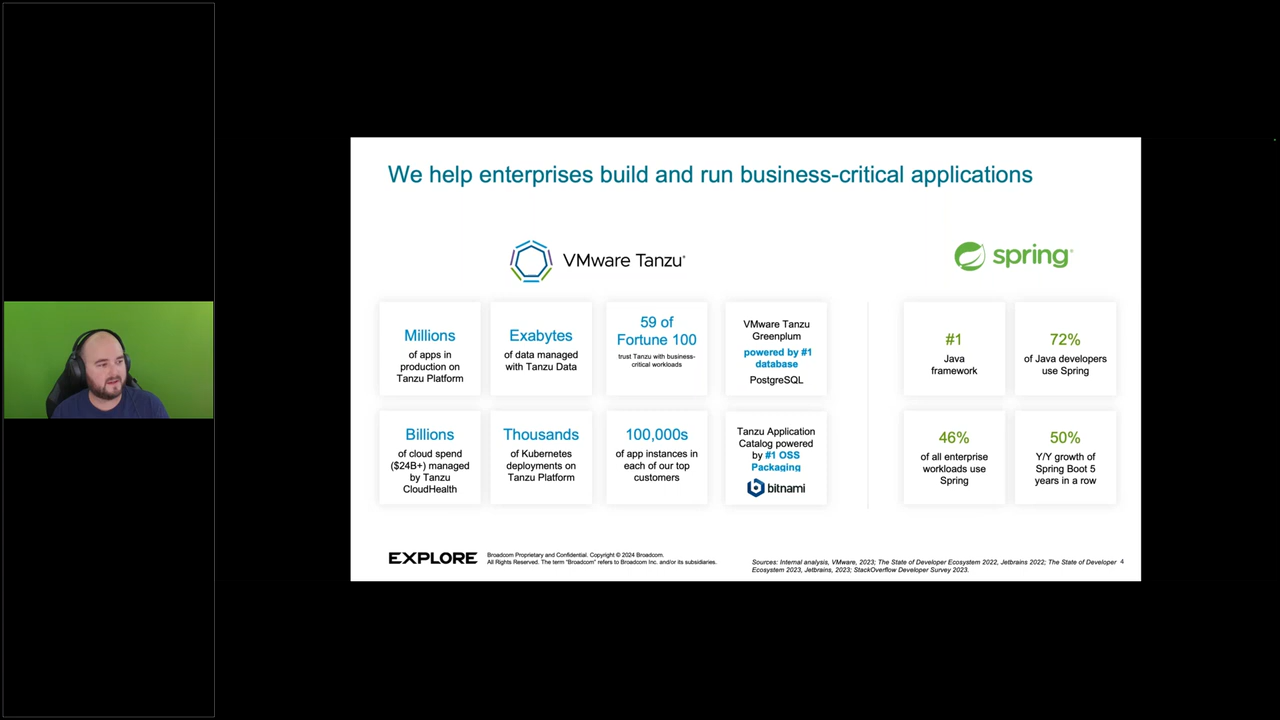 We help enterprises build and run business-critical applications
VMware Tanzu®
spring®
Millions
of apps in
production on
Tanzu Platform
Exabytes
of data managed
with Tanzu Data
59 of
Fortune 100
trust Tanzu with business-
critical workloads
VMware Tanzu
Greenplum
powered by #1
database
PostgreSQL
#1
Java
framework
72%
of Java developers
use Spring
Billions
of cloud spend
($24B+) managed
by Tanzu
CloudHealth
Thousands
of Kubernetes
deployments on
Tanzu Platform
100,000s
of app instances in
each of our top
customers
Tanzu Application
Catalog powered
by #1 OSS
Packaging
bitnami
46%
of all enterprise
workloads use
Spring
50%
Y/Y growth of
Spring Boot 5
years in a row
EXPLORE
Broadcom Proprietary and Confidential. Copyright © 2024 Broadcom.
All Rights Reserved. The term "Broadcom" refers to Broadcom Inc. and/or its subsidiaries.
Sources: Internal analysis, VMware, 2023; The State of Developer Ecosystem 2022, Jetbrains 2022; The State of Developer
Ecosystem 2023, Jetbrains, 2023; StackOverflow Developer Survey 2023.
4